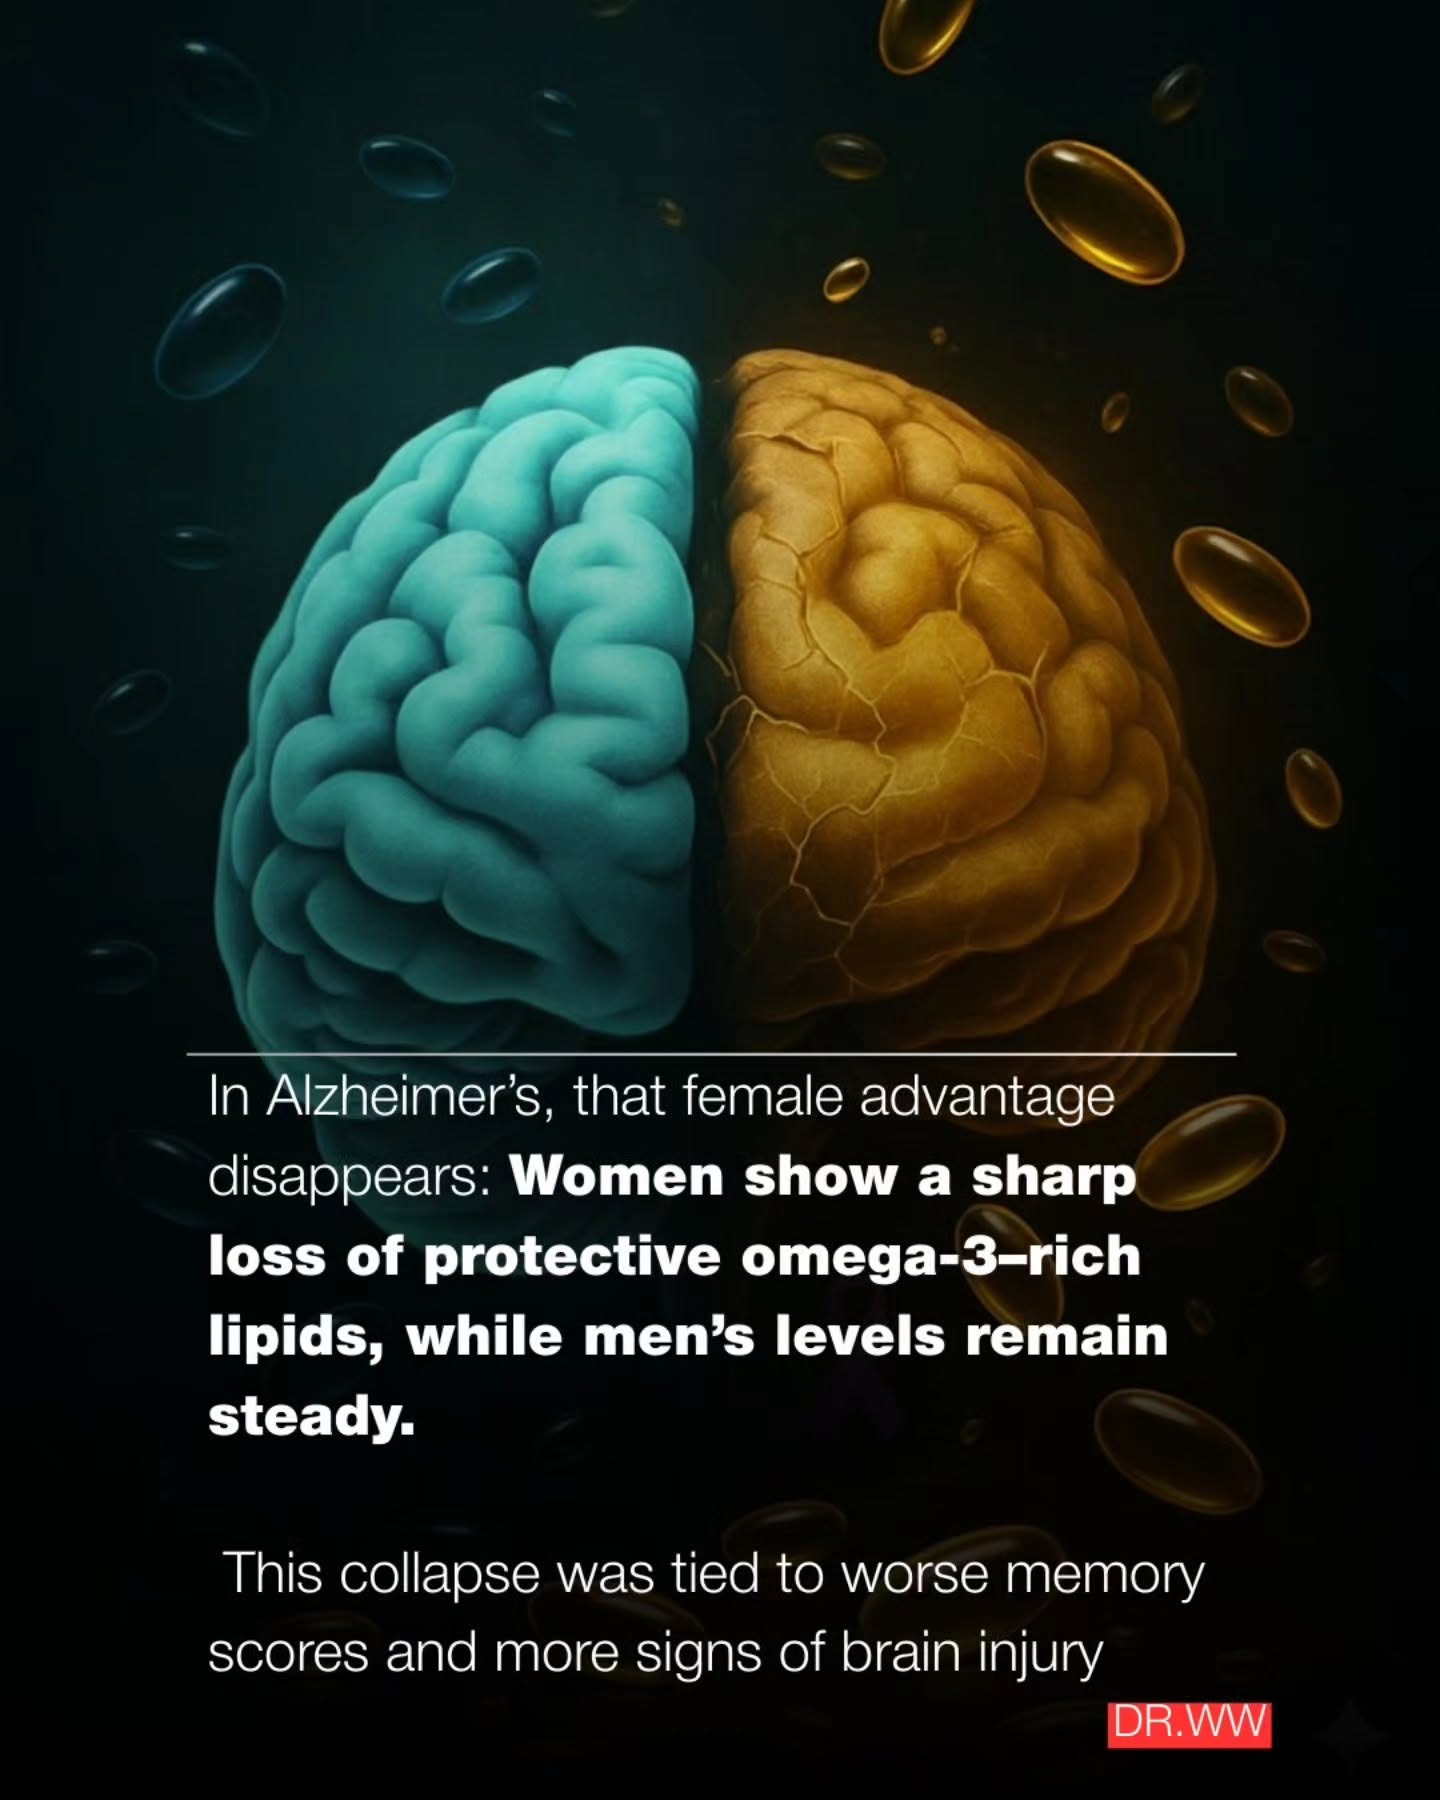 In Alzheimer’s, that female advantage
disappears: Women show a sharp
loss of protective omega-3–rich
lipids, while men’s levels remain
steady.
This collapse was tied to worse memory
scores and more signs of brain injury
DR.WW